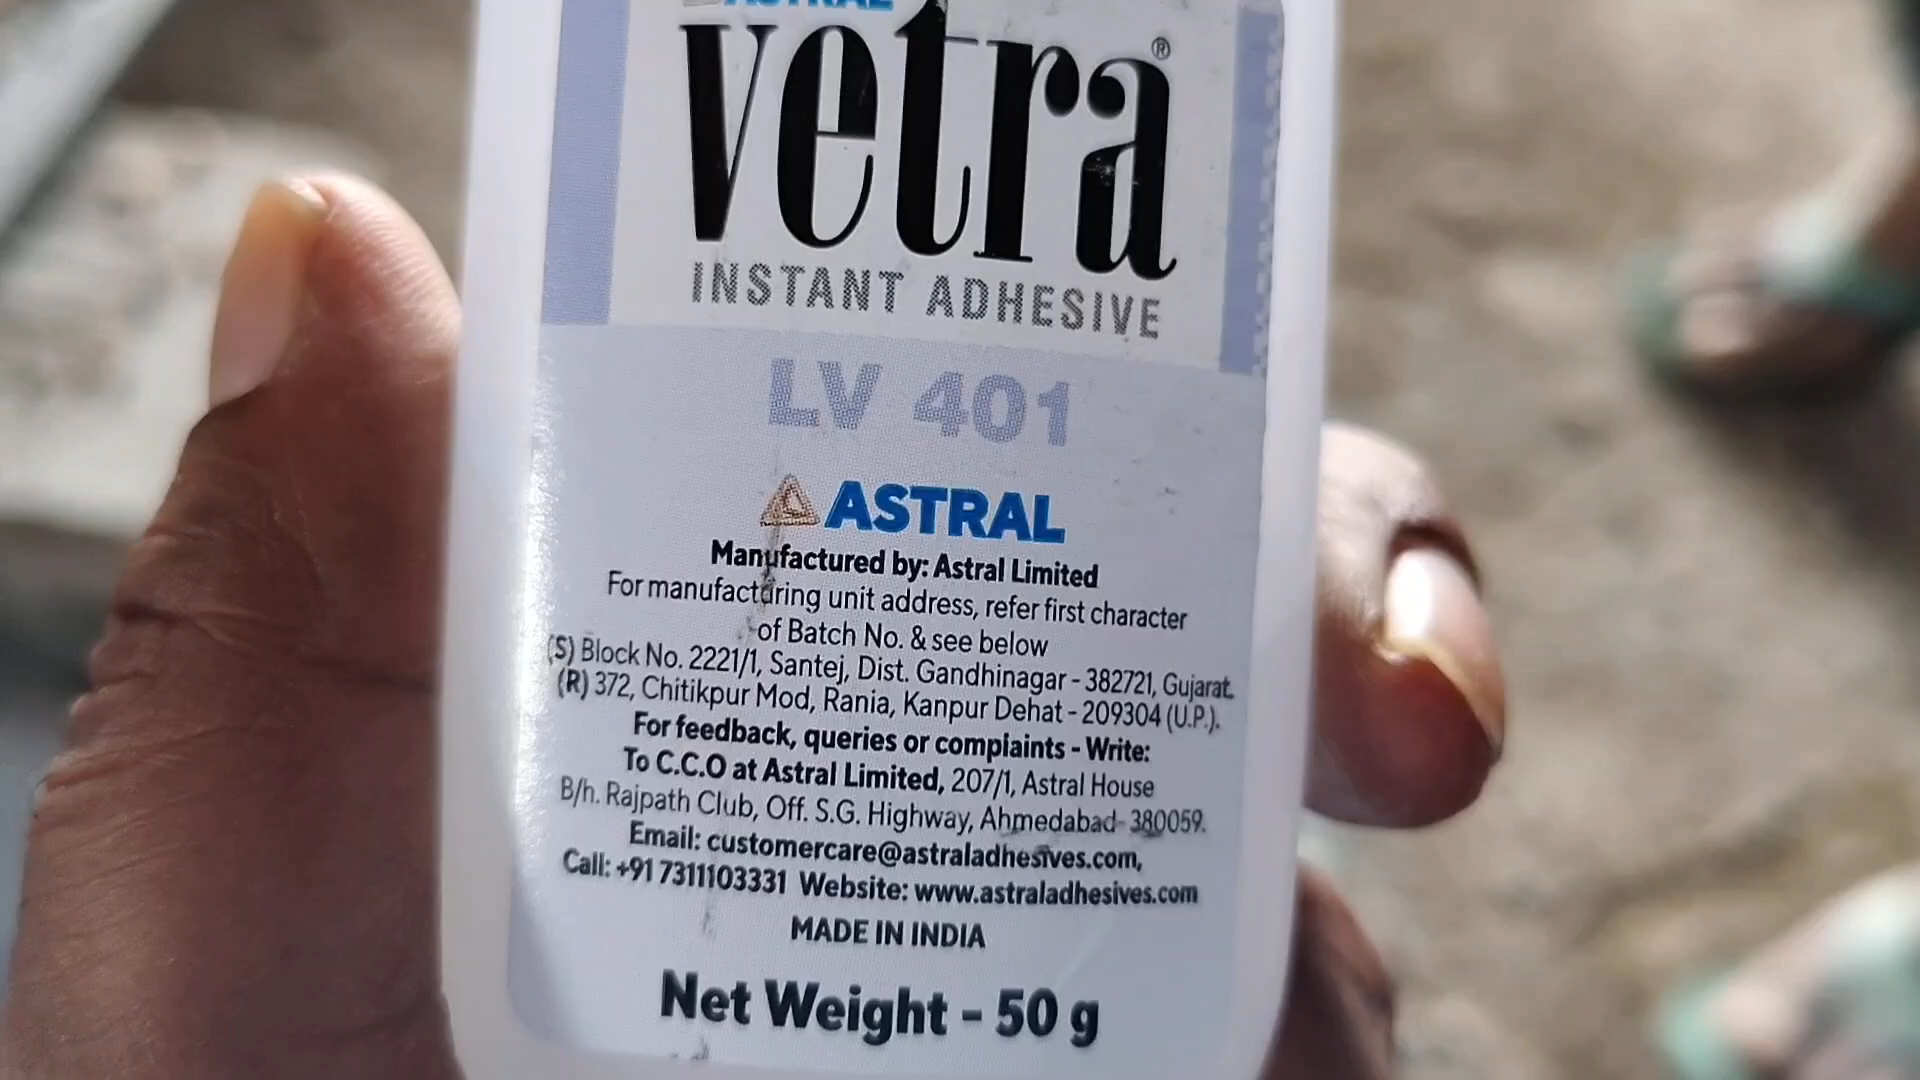 ASTRAL
vetra®
INSTANT ADHESIVE
LV 401
ASTRAL
Manufactured by: Astral Limited
For manufacturing unit address, refer first character
of Batch No. & see below
(S) Block No. 2221/1, Santej, Dist. Gandhinagar - 382721, Gujarat.
(R) 372, Chitikpur Mod, Rania, Kanpur Dehat - 209304 (U.P.).
For feedback, queries or compiaints - Write:
To C.C.O at Astral Limited, 207/1, Astral House
B/h. Rajpath Club, Off. S.G. Highway, Ahmedabad- 380059.
Email: customercare@astraladhesives.com,
Call: +91 7311103331 Website: www.astraladhesives.com
MADE IN INDIA
Net Weight - 50 g